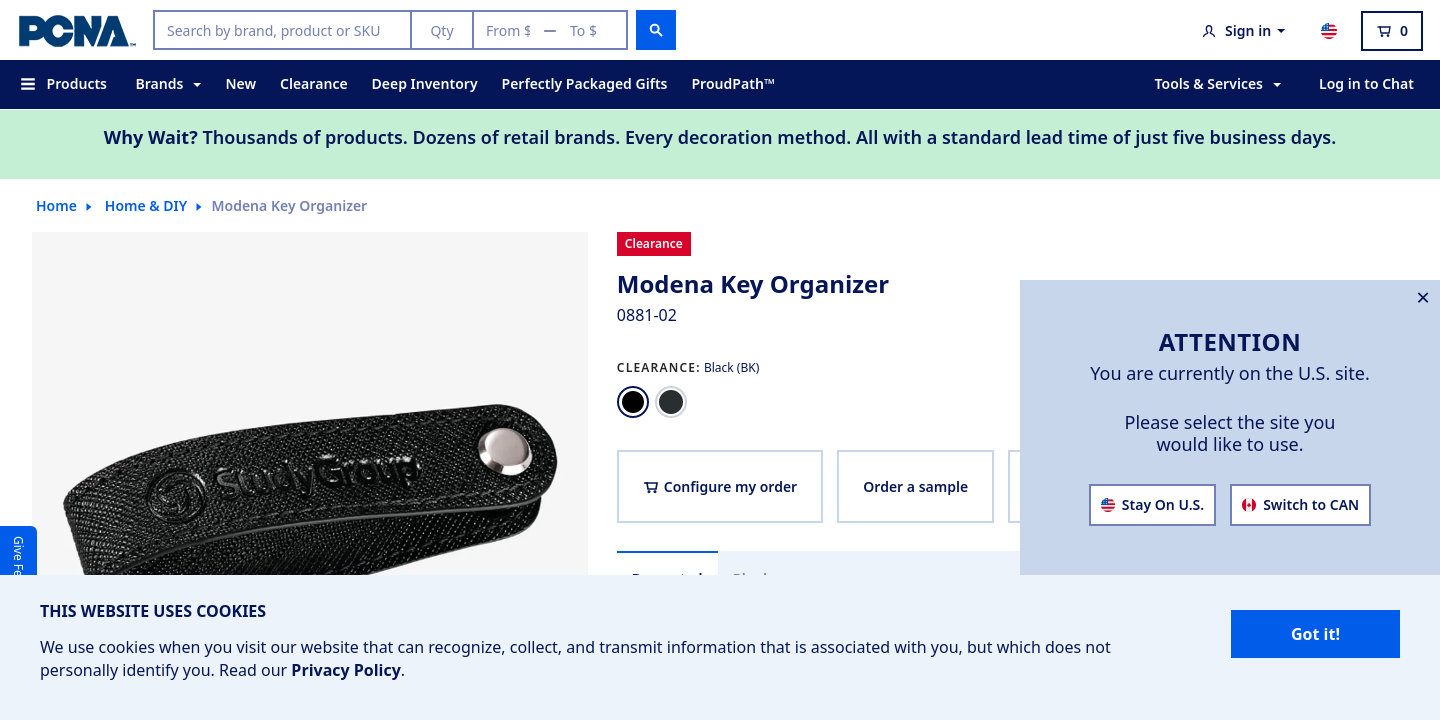 PCNA™
Search by brand, product or SKU
Qty
From $
To $
Sign in
0
Products
Brands
New
Clearance
Deep Inventory
Perfectly Packaged Gifts
ProudPath™
Tools & Services
Log in to Chat
Why Wait? Thousands of products. Dozens of retail brands. Every decoration method. All with a standard lead time of just five business days.
Home
Home & DIY
Modena Key Organizer
StudyGroup
Clearance
Modena Key Organizer
0881-02
CLEARANCE: Black (BK)
Configure my order
Order a sample
ATTENTION
You are currently on the U.S. site.
Please select the site you
would like to use.
Stay On U.S.
Switch to CAN
Give Fe
THIS WEBSITE USES COOKIES
We use cookies when you visit our website that can recognize, collect, and transmit information that is associated with you, but which does not
personally identify you. Read our Privacy Policy.
Got it!